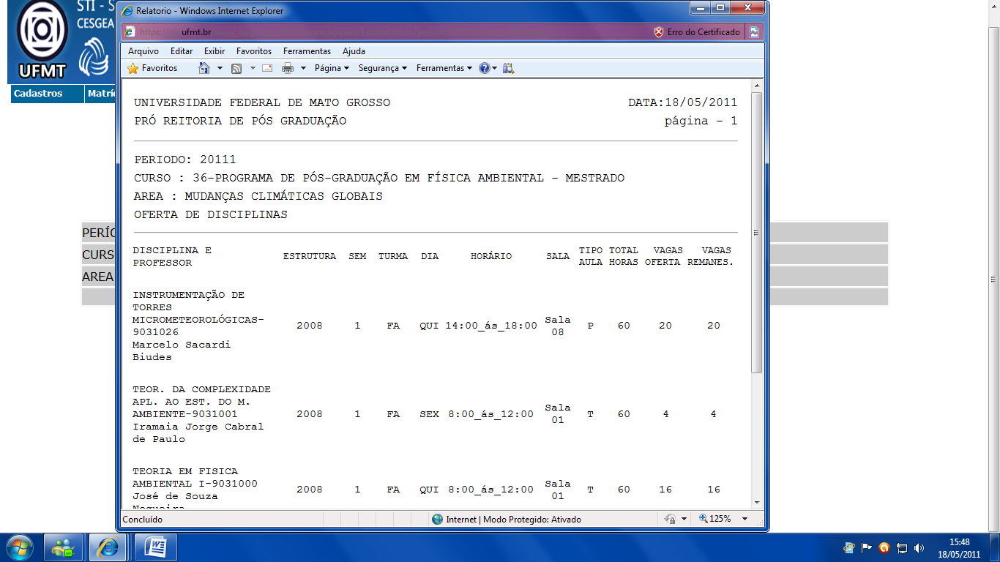 STI - S
CESGEA
UFMT
Cadastros
Matríc
Relatorio - Windows Internet Explorer
ufmt.br
Erro do Certificado
Arquivo Editar Exibir Favoritos Ferramentas Ajuda
Favoritos Página Segurança Ferramentas
UNIVERSIDADE FEDERAL DE MATO GROSSO DATA:18/05/2011
PRÓ REITORIA DE PÓS GRADUAÇÃO página - 1
PERIODO: 20111
CURSO : 36-PROGRAMA DE PÓS-GRADUAÇÃO EM FÍSICA AMBIENTAL - MESTRADO
AREA : MUDANÇAS CLIMÁTICAS GLOBAIS
OFERTA DE DISCIPLINAS
PERÍO
CURS
AREA
DISCIPLINA E PROFESSOR ESTRUTURA SEM TURMA DIA HORÁRIO SALA TIPO AULA TOTAL HORAS VAGAS OFERTA VAGAS REMANES.
INSTRUMENTAÇÃO DE
TORRES
MICROMETEOROLÓGICAS-
9031026
Marcelo Sacardi
Biudes
2008 1 FA QUI 14:00_ás_18:00 Sala 08 P 60 20 20
TEOR. DA COMPLEXIDADE
APL. AO EST. DO M.
AMBIENTE-9031001
Iramaia Jorge Cabral
de Paulo
2008 1 FA SEX 8:00_ás_12:00 Sala 01 T 60 4 4
TEORIA EM FISICA
AMBIENTAL I-9031000
José de Souza
Nogueira
2008 1 FA QUI 8:00_ás_12:00 Sala 01 T 60 16 16
Concluído Internet | Modo Protegido: Ativado 125%
15:48
18/05/2011